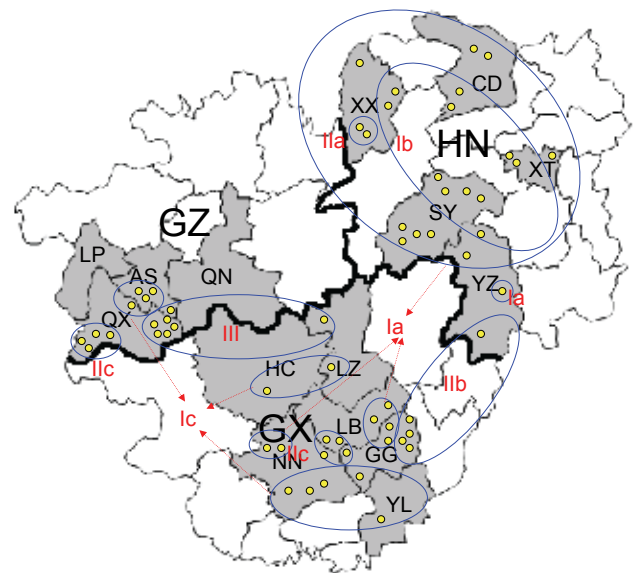 CD
XX
IIa
Ib
HN
XT
GZ
SY
LP
AS
QN
YZ
Ia
QX
III
Ia
IIc
HC
LZ
IIb
Ic
GX
LB
NN
IIc
GG
YL